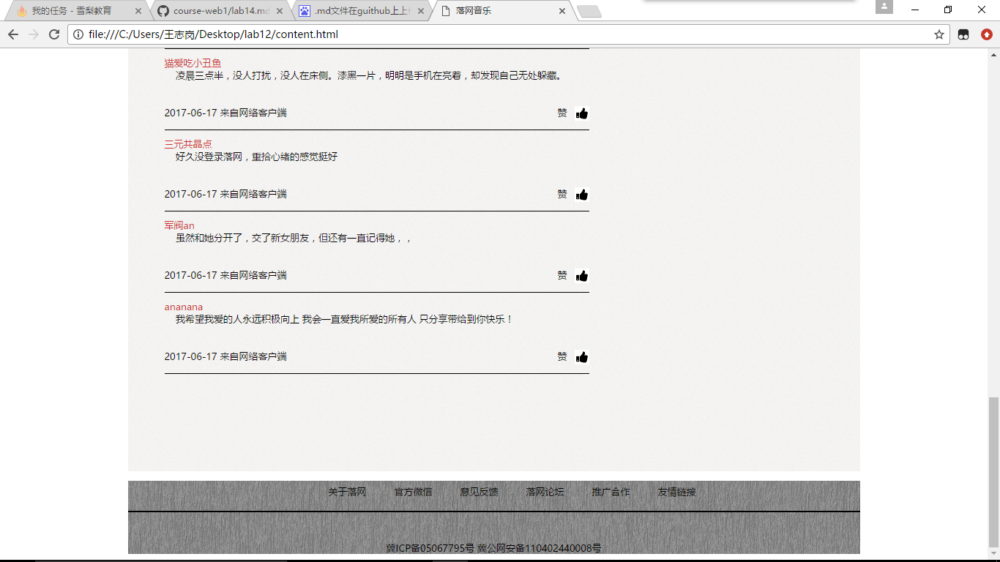 我的任务 - 雪梨教育
course-web1/lab14.md
.md文件在guithub上上
落网音乐
file:///C:/Users/王志岗/Desktop/lab12/content.html
猫爱吃小丑鱼
凌晨三点半，没人打扰，没人在床侧。漆黑一片，明明是手机在亮着，却发现自己无处躲藏。
2017-06-17 来自网络客户端 赞
三元共晶点
好久没登录落网，重拾心绪的感觉挺好
2017-06-17 来自网络客户端 赞
军阀an
虽然和她分开了，交了新女朋友，但还有一直记得她，，
2017-06-17 来自网络客户端 赞
ananana
我希望我爱的人永远积极向上 我会一直爱我所爱的所有人 只分享带给到你快乐！
2017-06-17 来自网络客户端 赞
关于落网 官方微信 意见反馈 落网论坛 推广合作 友情链接
冀ICP备05067795号 冀公网安备110402440008号